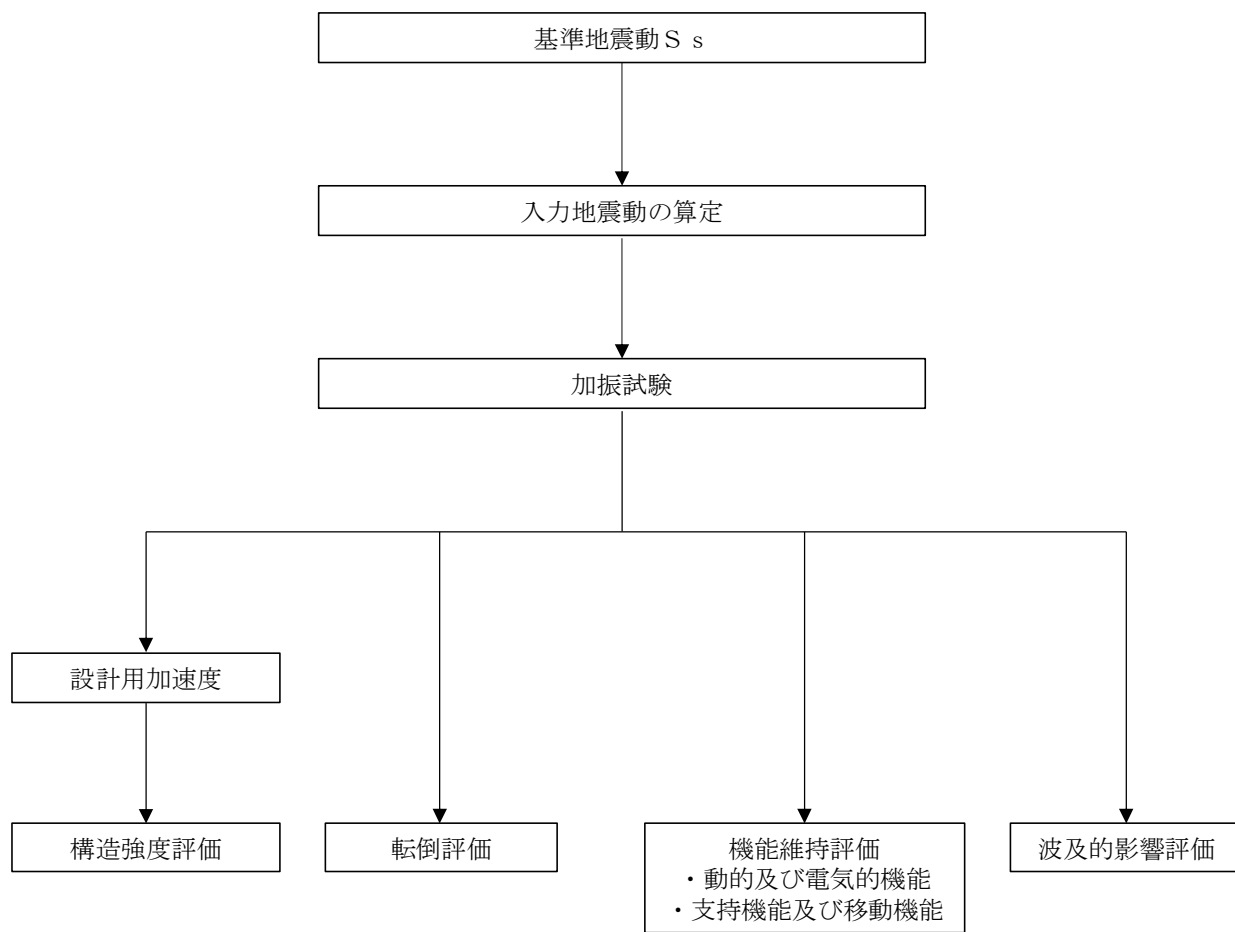 基準地震動Ｓｓ
入力地震動の算定
加振試験
設計用加速度
構造強度評価
転倒評価
機能維持評価
・動的及び電気的機能
・支持機能及び移動機能
波及的影響評価